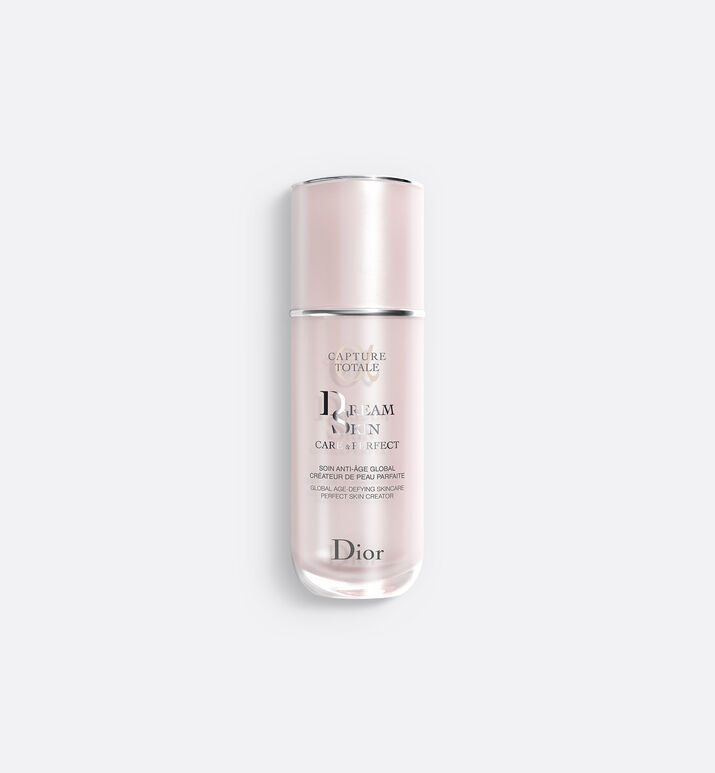 CAPTURE
TOTALE
DREAM
SKIN
CARE & PERFECT
SOIN ANTI-ÂGE GLOBAL
CRÉATEUR DE PEAU PARFAITE
GLOBAL AGE-DEFYING SKINCARE
PERFECT SKIN CREATOR
Dior